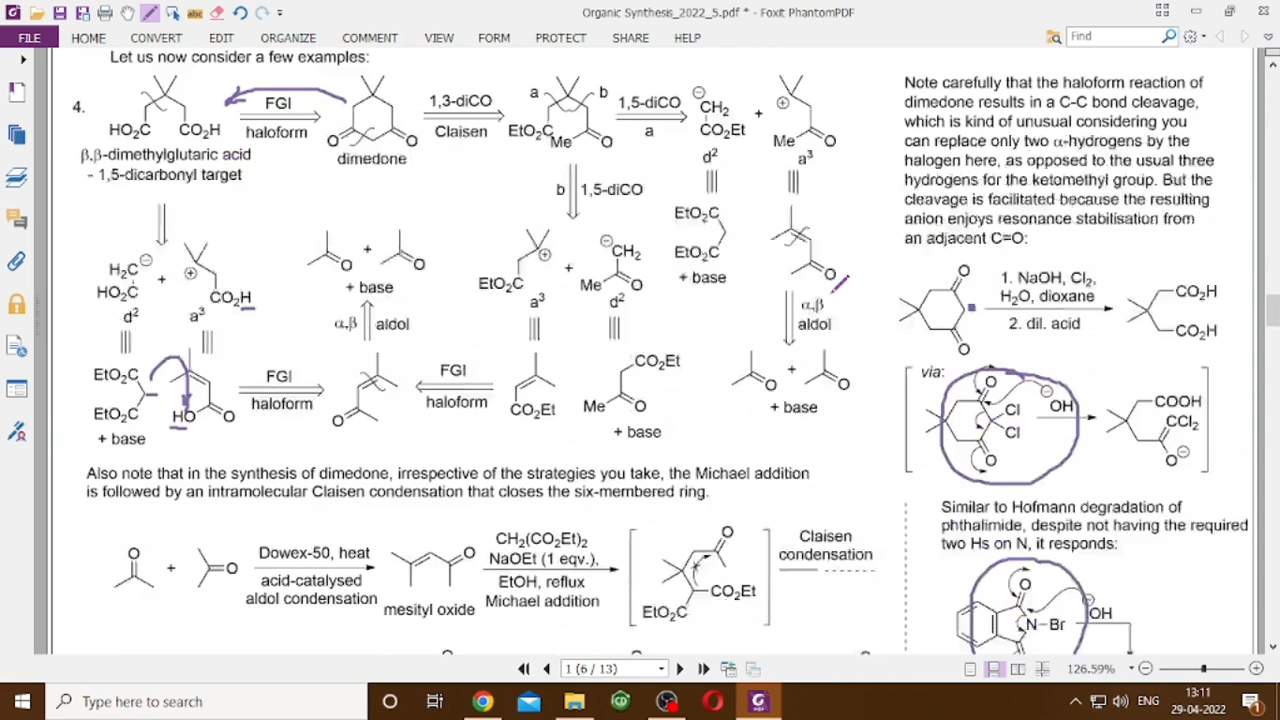 Organic_Synthesis_2022_5.pdf * - Foxit PhantomPDF
FILE HOME CONVERT EDIT ORGANIZE COMMENT VIEW FORM PROTECT SHARE HELP
Find
Let us now consider a few examples:
4.
HO₂C CO₂H
FGI
haloform
O O
dimedone
1,3-diCO
Claisen
a b
EtO₂C Me O
1,5-diCO
a
⊖
CH₂
CO₂Et
d²
+
⊕
Me O
a³
β,β-dimethylglutaric acid
- 1,5-dicarbonyl target
b 1,5-diCO
EtO₂C
EtO₂C
+ base
O
α,β
aldol
O + O
+ base
H₂C ⊖
HO₂C
d²
+
⊕
CO₂H
a³
O + O
+ base
α,β aldol
EtO₂C ⊕
a³
+
⊖ CH₂
Me O
d²
EtO₂C
EtO₂C
+ base
HO O
FGI
haloform
O
FGI
haloform
CO₂Et
CO₂Et
Me O
+ base
Also note that in the synthesis of dimedone, irrespective of the strategies you take, the Michael addition
is followed by an intramolecular Claisen condensation that closes the six-membered ring.
O + O
Dowex-50, heat
acid-catalysed
aldol condensation
O
mesityl oxide
CH₂(CO₂Et)₂
NaOEt (1 eqv.),
EtOH, reflux
Michael addition
O
CO₂Et
EtO₂C
Claisen
condensation
Note carefully that the haloform reaction of
dimedone results in a C-C bond cleavage,
which is kind of unusual considering you
can replace only two α-hydrogens by the
halogen here, as opposed to the usual three
hydrogens for the ketomethyl group. But the
cleavage is facilitated because the resulting
anion enjoys resonance stabilisation from
an adjacent C=O:
O
O
1. NaOH, Cl₂,
H₂O, dioxane
2. dil. acid
CO₂H
CO₂H
via:
O
Cl
Cl
O
⊖
OH
COOH
CCl₂
O⊖
Similar to Hofmann degradation of
phthalimide, despite not having the required
two Hs on N, it responds:
O
N–Br
⊖
OH
1 (6 / 13)
126.59%
Type here to search
ENG
13:11
29-04-2022
1